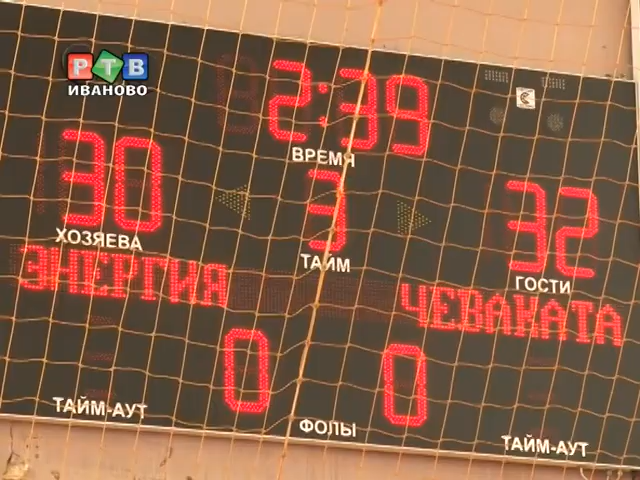 РТВ
ИВАНОВО
2:39
ВРЕМЯ
30
3
32
ХОЗЯЕВА
ТАЙМ
ГОСТИ
ЭНЕРГИЯ
ЧЕВАКАТА
0
0
ТАЙМ-АУТ
ФОЛЫ
ТАЙМ-АУТ